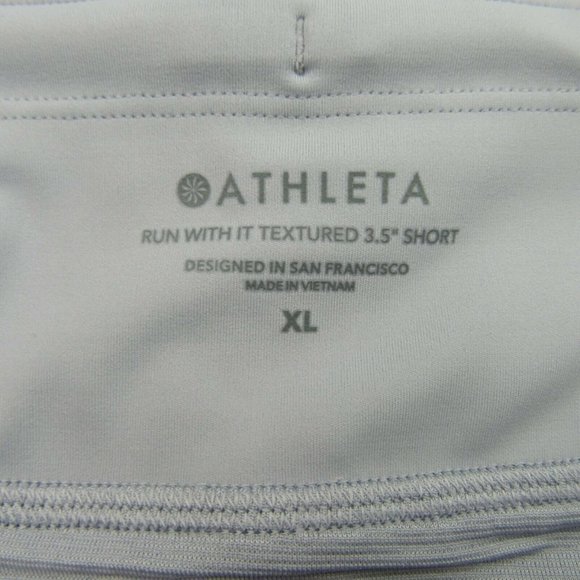 ATHLETA
RUN WITH IT TEXTURED 3.5" SHORT
DESIGNED IN SAN FRANCISCO
MADE IN VIETNAM
XL